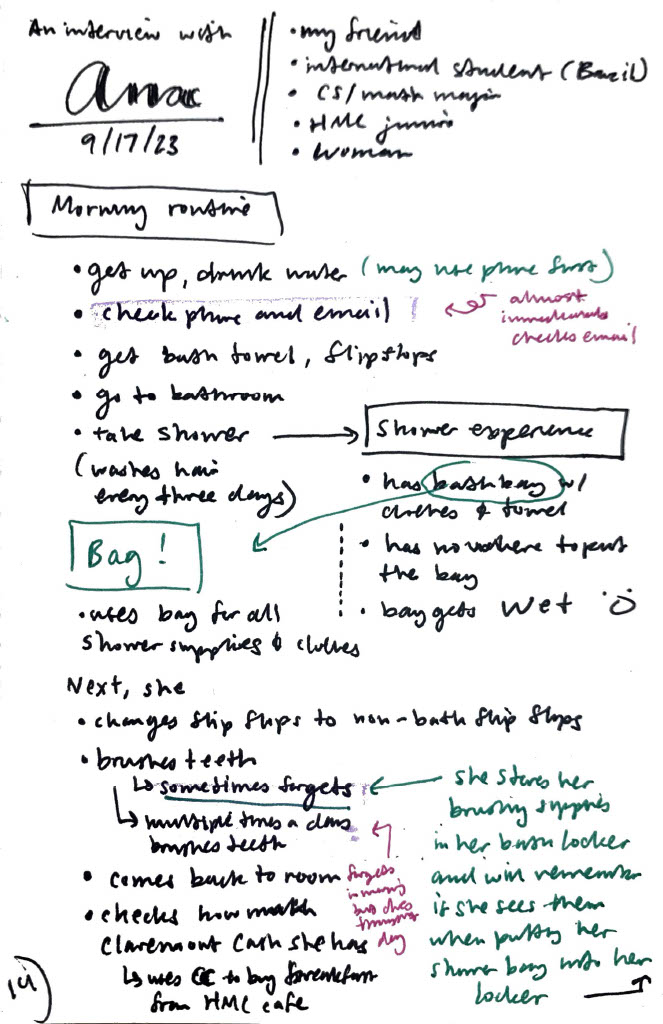 An interview with
Ana
9/17/23
• my friend
• international student (Brazil)
• CS/math major
• HMC junior
• woman
Morning routine
• get up, drink water (may use phone first)
• check phone and email
almost
immediately
checks email
• get bath towel, flipflops
• go to bathroom
• take shower
(washes hair
every three days)
Shower experience
• has bath bag w/
clothes & towel
• has nowhere to put
the bag
• bag gets wet
Bag!
• uses bag for all
shower supplies & clothes
Next, she
• changes flip flops to non-bath flip flops
• brushes teeth
↳ sometimes forgets
↳ multiple times a day
brushes teeth
she stores her
brushing supplies
in her bath locker
and will remember
if she sees them
when putting her
shower bag into her
locker
forgets
in morning
but does
throughout
day
• comes back to room
• checks how much
Claremont Cash she has
↳ uses CC to buy breakfast
from HMC cafe
14)